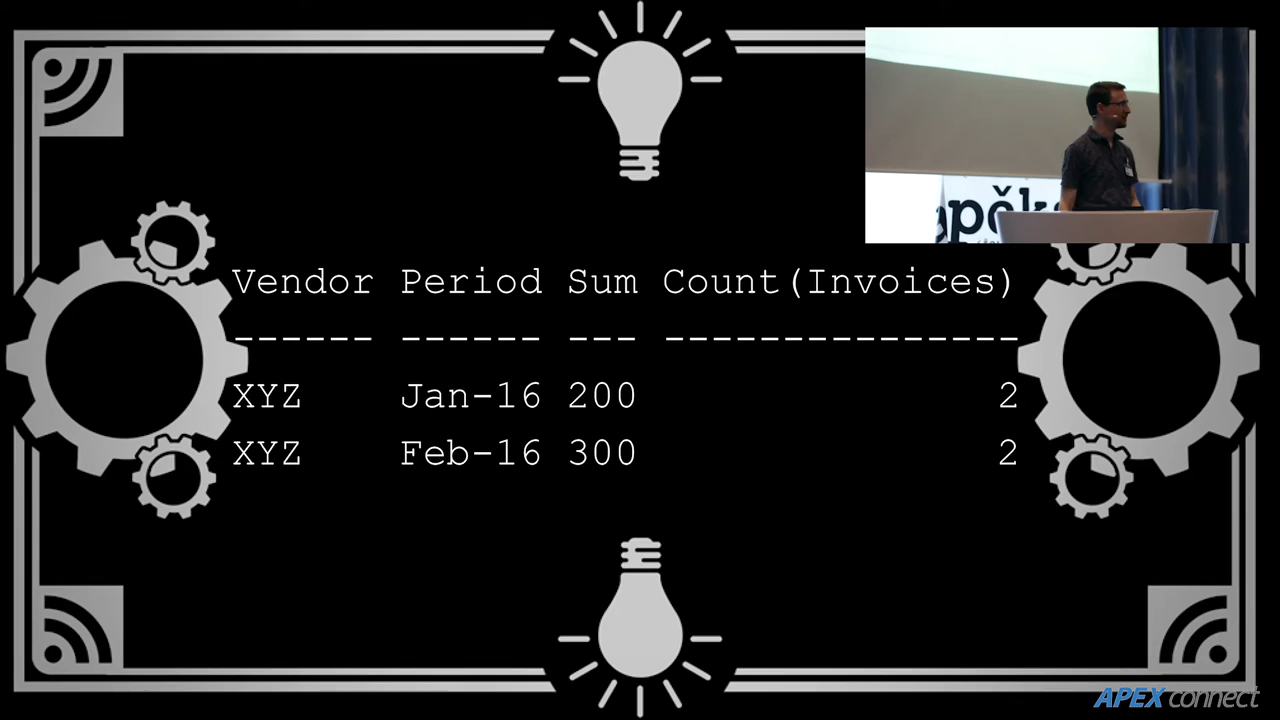 Vendor Period Sum Count(Invoices)
------ ------ --- ---------------
XYZ Jan-16 200 2
XYZ Feb-16 300 2
APEX connect